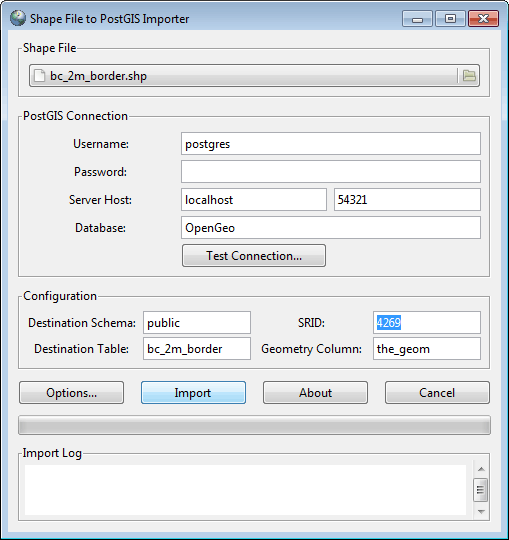 Shape File to PostGIS Importer
Shape File
bc_2m_border.shp
PostGIS Connection
Username: postgres
Password:
Server Host: localhost 54321
Database: OpenGeo
Test Connection...
Configuration
Destination Schema: public SRID: 4269
Destination Table: bc_2m_border Geometry Column: the_geom
Options... Import About Cancel
Import Log